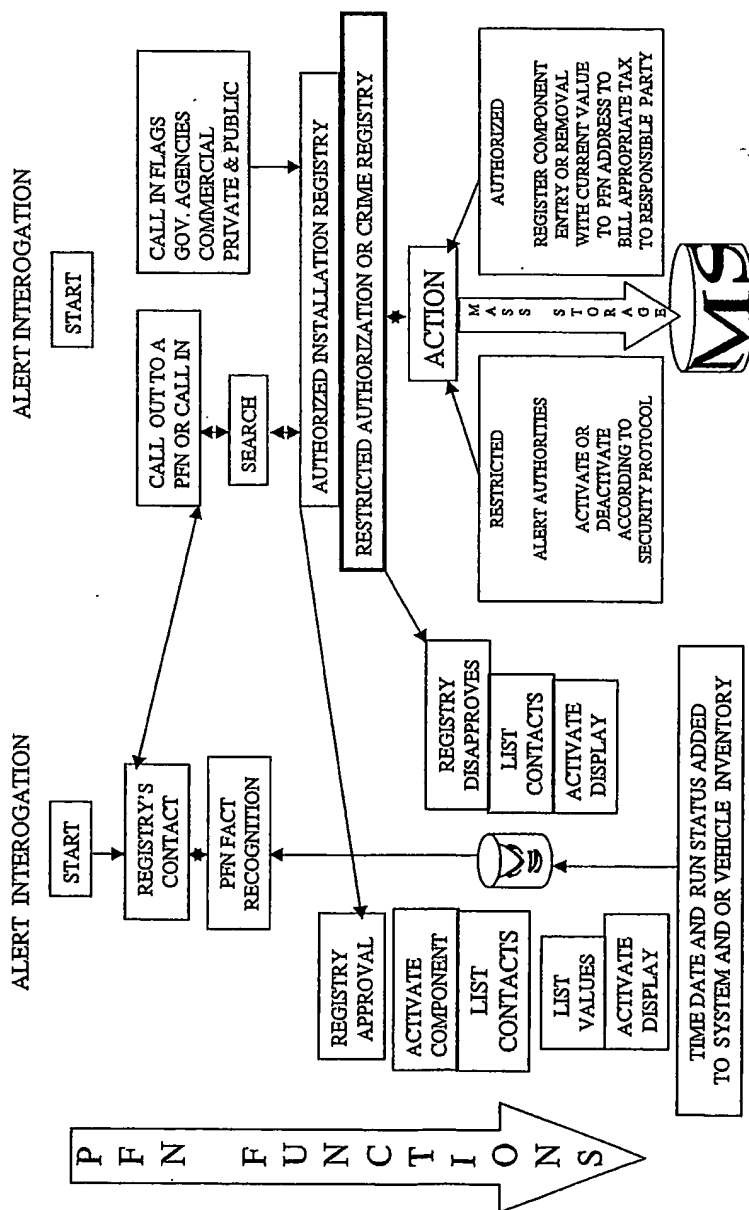 PFN FUNCTIONS
ALERT INTEROGATION
START
REGISTRY'S
CONTACT
PFN FACT
RECOGNITION
REGISTRY
APPROVAL
ACTIVATE
COMPONENT
LIST
CONTACTS
LIST
VALUES
ACTIVATE
DISPLAY
TIME DATE AND RUN STATUS ADDED
TO SYSTEM AND OR VEHICLE INVENTORY
REGISTRY
DISAPPROVES
LIST
CONTACTS
ACTIVATE
DISPLAY
ALERT INTEROGATION
START
CALL OUT TO A
PFN OR CALL IN
SEARCH
CALL IN FLAGS
GOV. AGENCIES
COMMERCIAL
PRIVATE & PUBLIC
AUTHORIZED INSTALLATION REGISTRY
RESTRICTED AUTHORIZATION OR CRIME REGISTRY
ACTION
MASS STORAGE
RESTRICTED
ALERT AUTHORITIES
ACTIVATE OR
DEACTIVATE
ACCORDING TO
SECURITY PROTOCOL
AUTHORIZED
REGISTER COMPONENT
ENTRY OR REMOVAL
WITH CURRENT VALUE
TO PFN ADDRESS TO
BILL APPROPRIATE TAX
TO RESPONSIBLE PARTY
MS